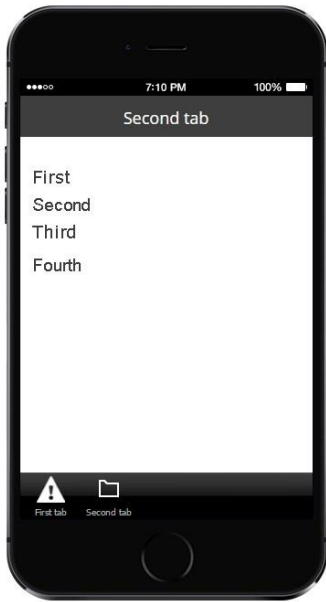 7:10 PM 100%
Second tab
First
Second
Third
Fourth
First tab Second tab